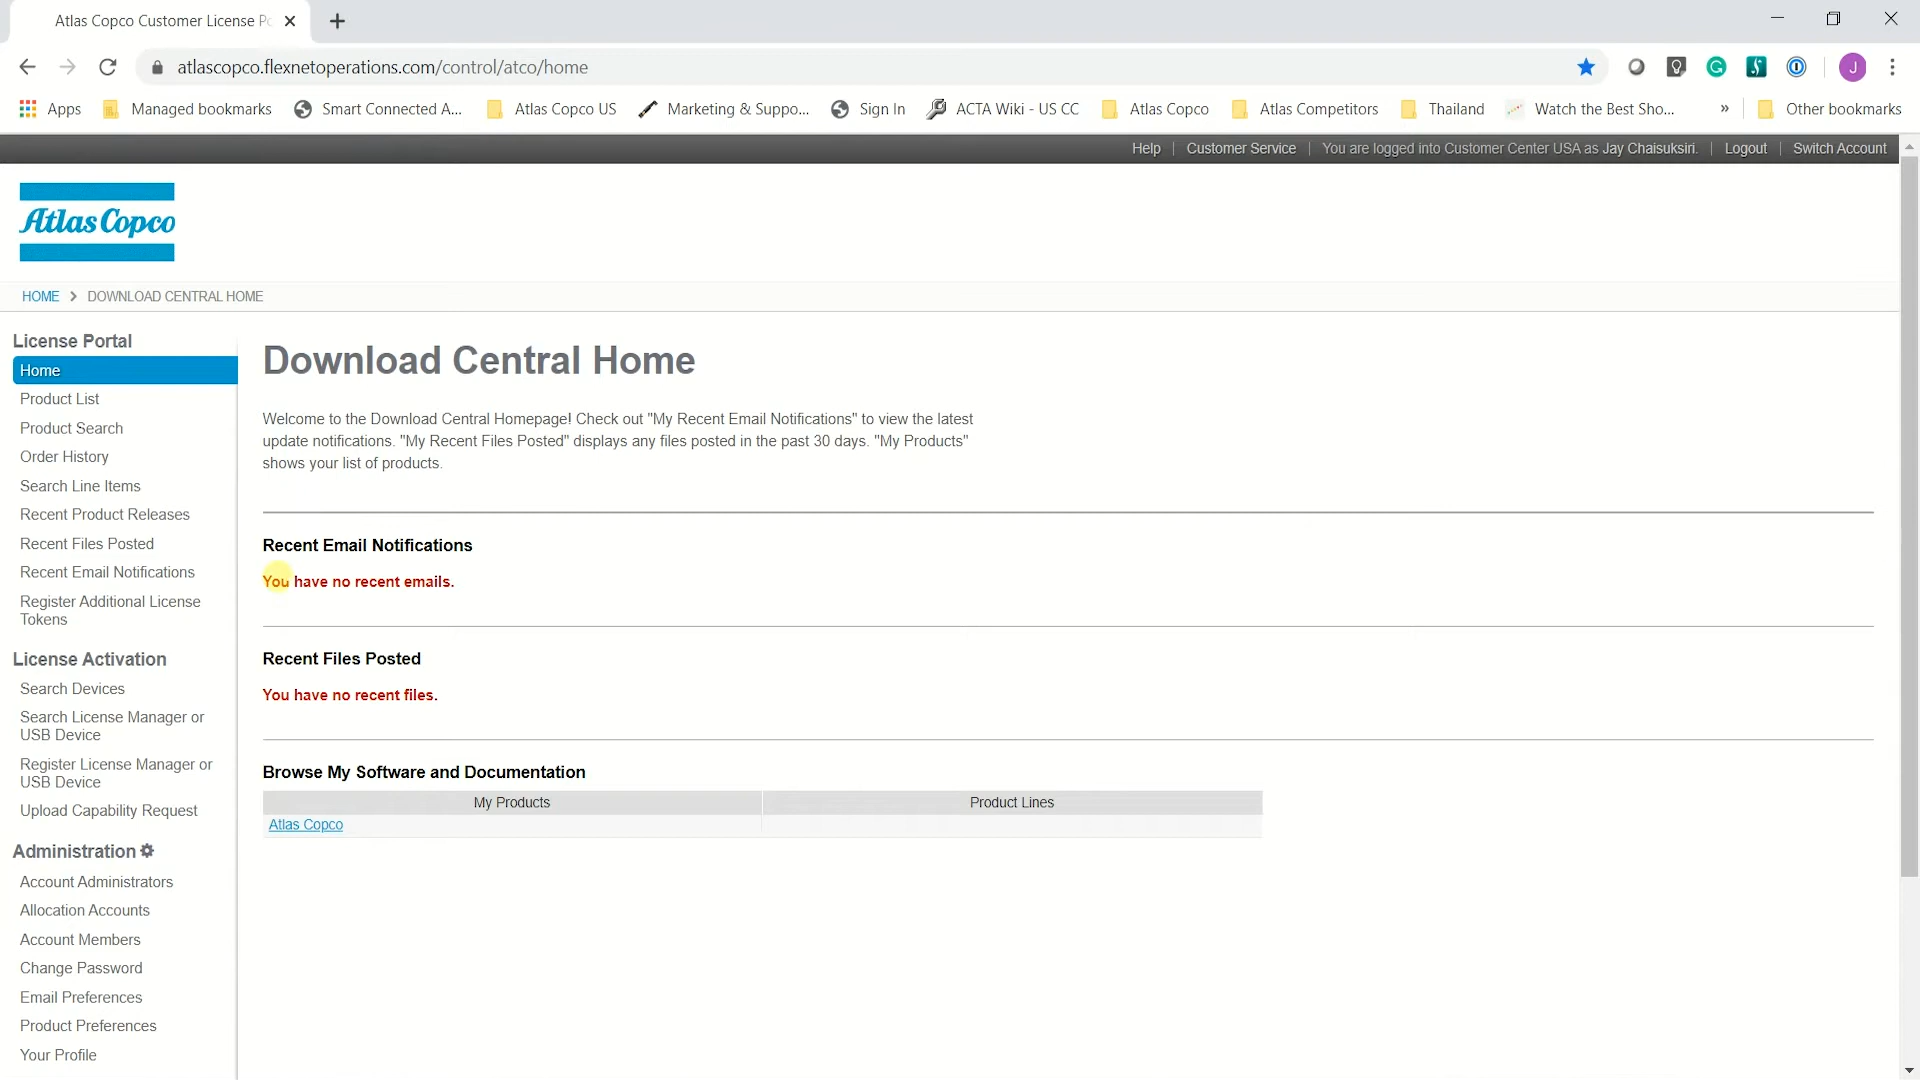 Atlas Copco Customer License Po
atlascopco.flexnetoperations.com/control/atco/home
J
Apps Managed bookmarks Smart Connected A... Atlas Copco US Marketing & Suppo... Sign In ACTA Wiki - US CC Atlas Copco Atlas Competitors Thailand Watch the Best Sho... » Other bookmarks
Help | Customer Service | You are logged into Customer Center USA as Jay Chaisuksiri. | Logout | Switch Account
Atlas Copco
HOME > DOWNLOAD CENTRAL HOME
License Portal
Home
Product List
Product Search
Order History
Search Line Items
Recent Product Releases
Recent Files Posted
Recent Email Notifications
Register Additional License
Tokens
License Activation
Search Devices
Search License Manager or
USB Device
Register License Manager or
USB Device
Upload Capability Request
Administration
Account Administrators
Allocation Accounts
Account Members
Change Password
Email Preferences
Product Preferences
Your Profile
Download Central Home
Welcome to the Download Central Homepage! Check out "My Recent Email Notifications" to view the latest
update notifications. "My Recent Files Posted" displays any files posted in the past 30 days. "My Products"
shows your list of products.
Recent Email Notifications
You have no recent emails.
Recent Files Posted
You have no recent files.
Browse My Software and Documentation
My Products Product Lines
Atlas Copco